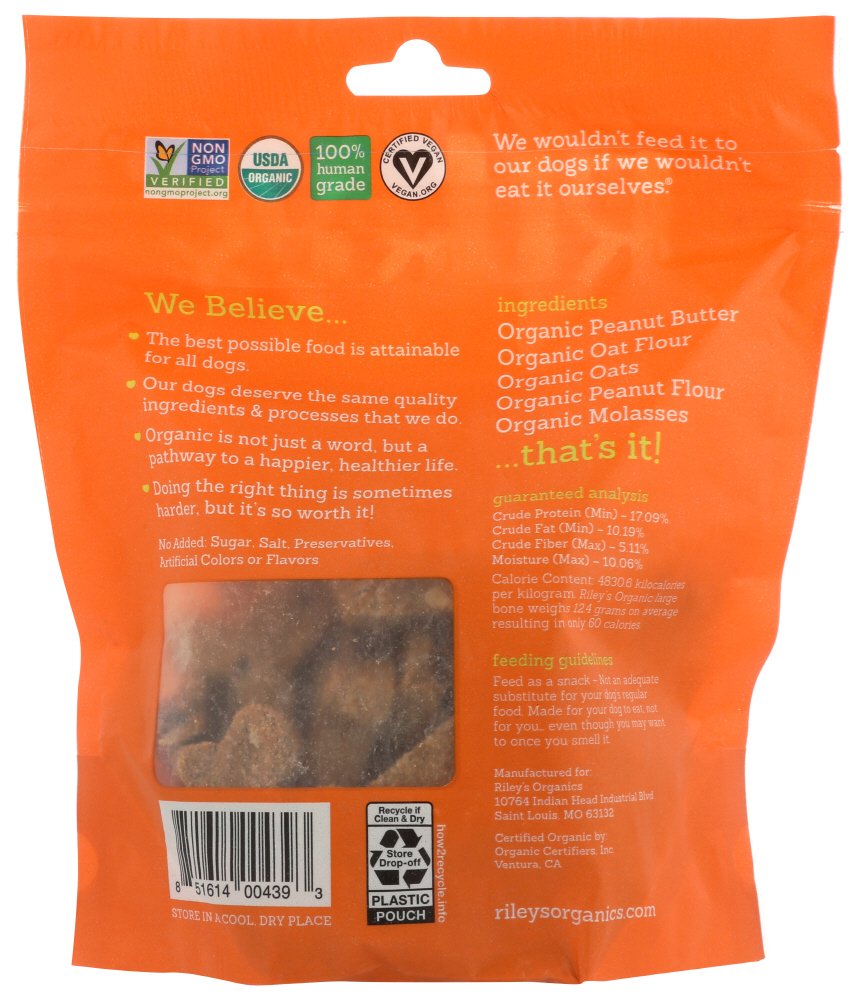 NON
GMO
Project
VERIFIED
nongmoproject.org
USDA
ORGANIC
100%
human
grade
CERTIFIED VEGAN
VEGAN.ORG
We wouldn't feed it to
our dogs if we wouldn't
eat it ourselves.®
We Believe...
The best possible food is attainable
for all dogs.
Our dogs deserve the same quality
ingredients & processes that we do.
Organic is not just a word, but a
pathway to a happier, healthier life.
Doing the right thing is sometimes
harder, but it's so worth it!
No Added: Sugar, Salt, Preservatives,
Artificial Colors or Flavors
ingredients
Organic Peanut Butter
Organic Oat Flour
Organic Oats
Organic Peanut Flour
Organic Molasses
...that's it!
guaranteed analysis
Crude Protein (Min) - 17.09%
Crude Fat (Min) - 10.19%
Crude Fiber (Max) - 5.11%
Moisture (Max) - 10.06%
Calorie Content: 4830.6 kilocalories
per kilogram. Riley's Organic large
bone weighs 12.4 grams on average
resulting in only 60 calories
feeding guidelines
Feed as a snack - Not an adequate
substitute for your dog's regular
food. Made for your dog to eat, not
for you... even though you may want
to once you smell it.
Manufactured for:
Riley's Organics
10764 Indian Head Industrial Blvd
Saint Louis, MO 63132
Certified Organic by:
Organic Certifiers, Inc.
Ventura, CA
rileysorganics.com
8 51614 00439 3
STORE IN A COOL, DRY PLACE
Recycle if
Clean & Dry
Store
Drop-off
PLASTIC
POUCH
how2recycle.info